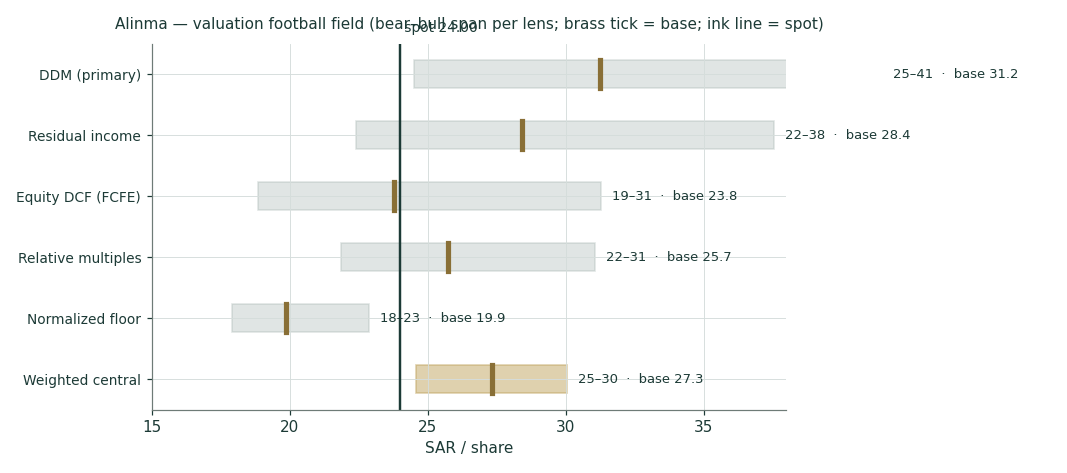 Alinma — valuation football field (bear–bull span per lens; brass tick = base; ink line = spot)
spot 24.00
DDM (primary)
25–41 · base 31.2
Residual income
22–38 · base 28.4
Equity DCF (FCFE)
19–31 · base 23.8
Relative multiples
22–31 · base 25.7
Normalized floor
18–23 · base 19.9
Weighted central
25–30 · base 27.3
15 20 25 30 35
SAR / share